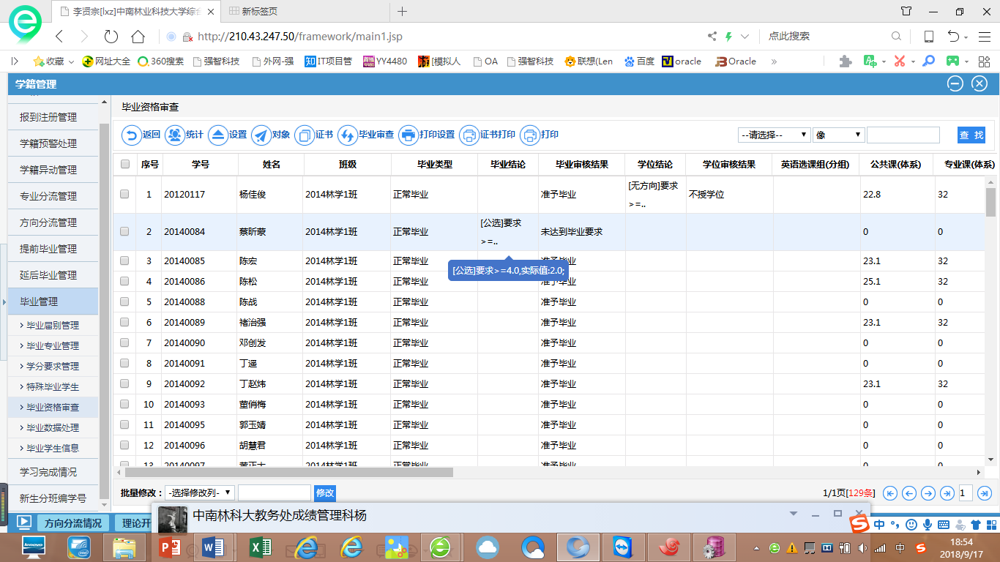 李贤宗[lxz]中南林业科技大学综合
新标签页
http://210.43.247.50/framework/main1.jsp
点此搜索
收藏 网址大全 360搜索 强智科技 外网-强 IT项目管 YY4480 [模拟人 OA 强智科技 联想(Len 百度 oracle Oracle »
学籍管理
报到注册管理
学籍预警处理
学籍异动管理
专业分流管理
方向分流管理
提前毕业管理
延后毕业管理
毕业管理
毕业届别管理
毕业专业管理
学分要求管理
特殊毕业学生
毕业资格审查
毕业数据处理
毕业学生信息
学习完成情况
新生分班编学号
毕业资格审查
返回 统计 设置 对象 证书 毕业审查 打印设置 证书打印 打印
--请选择-- 像 查 找
序号 学号 姓名 班级 毕业类型 毕业结论 毕业审核结果 学位结论 学位审核结果 英语选课组(分组) 公共课(体系) 专业课(体系)
1 20120117 杨佳俊 2014林学1班 正常毕业 准予毕业 [无方向]要求 不授学位 22.8 32
>=..
2 20140084 蔡昕蒙 2014林学1班 正常毕业 [公选]要求 未达到毕业要求 0 0
>=..
3 20140085 陈宏 2014林学1班 正常毕业 准予毕业 23.1 32
[公选]要求>=4.0,实际值:2.0;
4 20140086 陈松 2014林学1班 正常毕业 准予毕业 25.1 32
5 20140088 陈战 2014林学1班 正常毕业 准予毕业 0 0
6 20140089 褚治强 2014林学1班 正常毕业 准予毕业 23.1 32
7 20140090 邓创发 2014林学1班 正常毕业 准予毕业 0 0
8 20140091 丁遥 2014林学1班 正常毕业 准予毕业 0 0
9 20140092 丁赵炜 2014林学1班 正常毕业 准予毕业 23.1 32
10 20140093 董俏梅 2014林学1班 正常毕业 准予毕业 0 0
11 20140095 郭玉婧 2014林学1班 正常毕业 准予毕业 0 0
12 20140096 胡慧君 2014林学1班 正常毕业 准予毕业 0 0
13 20140097 2014林学1班 正常毕业 准予毕业 0 0
批量修改： -选择修改列- 修改
1/1页[129条] 1
方向分流情况 理论开
中南林科大教务处成绩管理科杨
中
lenovo
中
18:54
2018/9/17